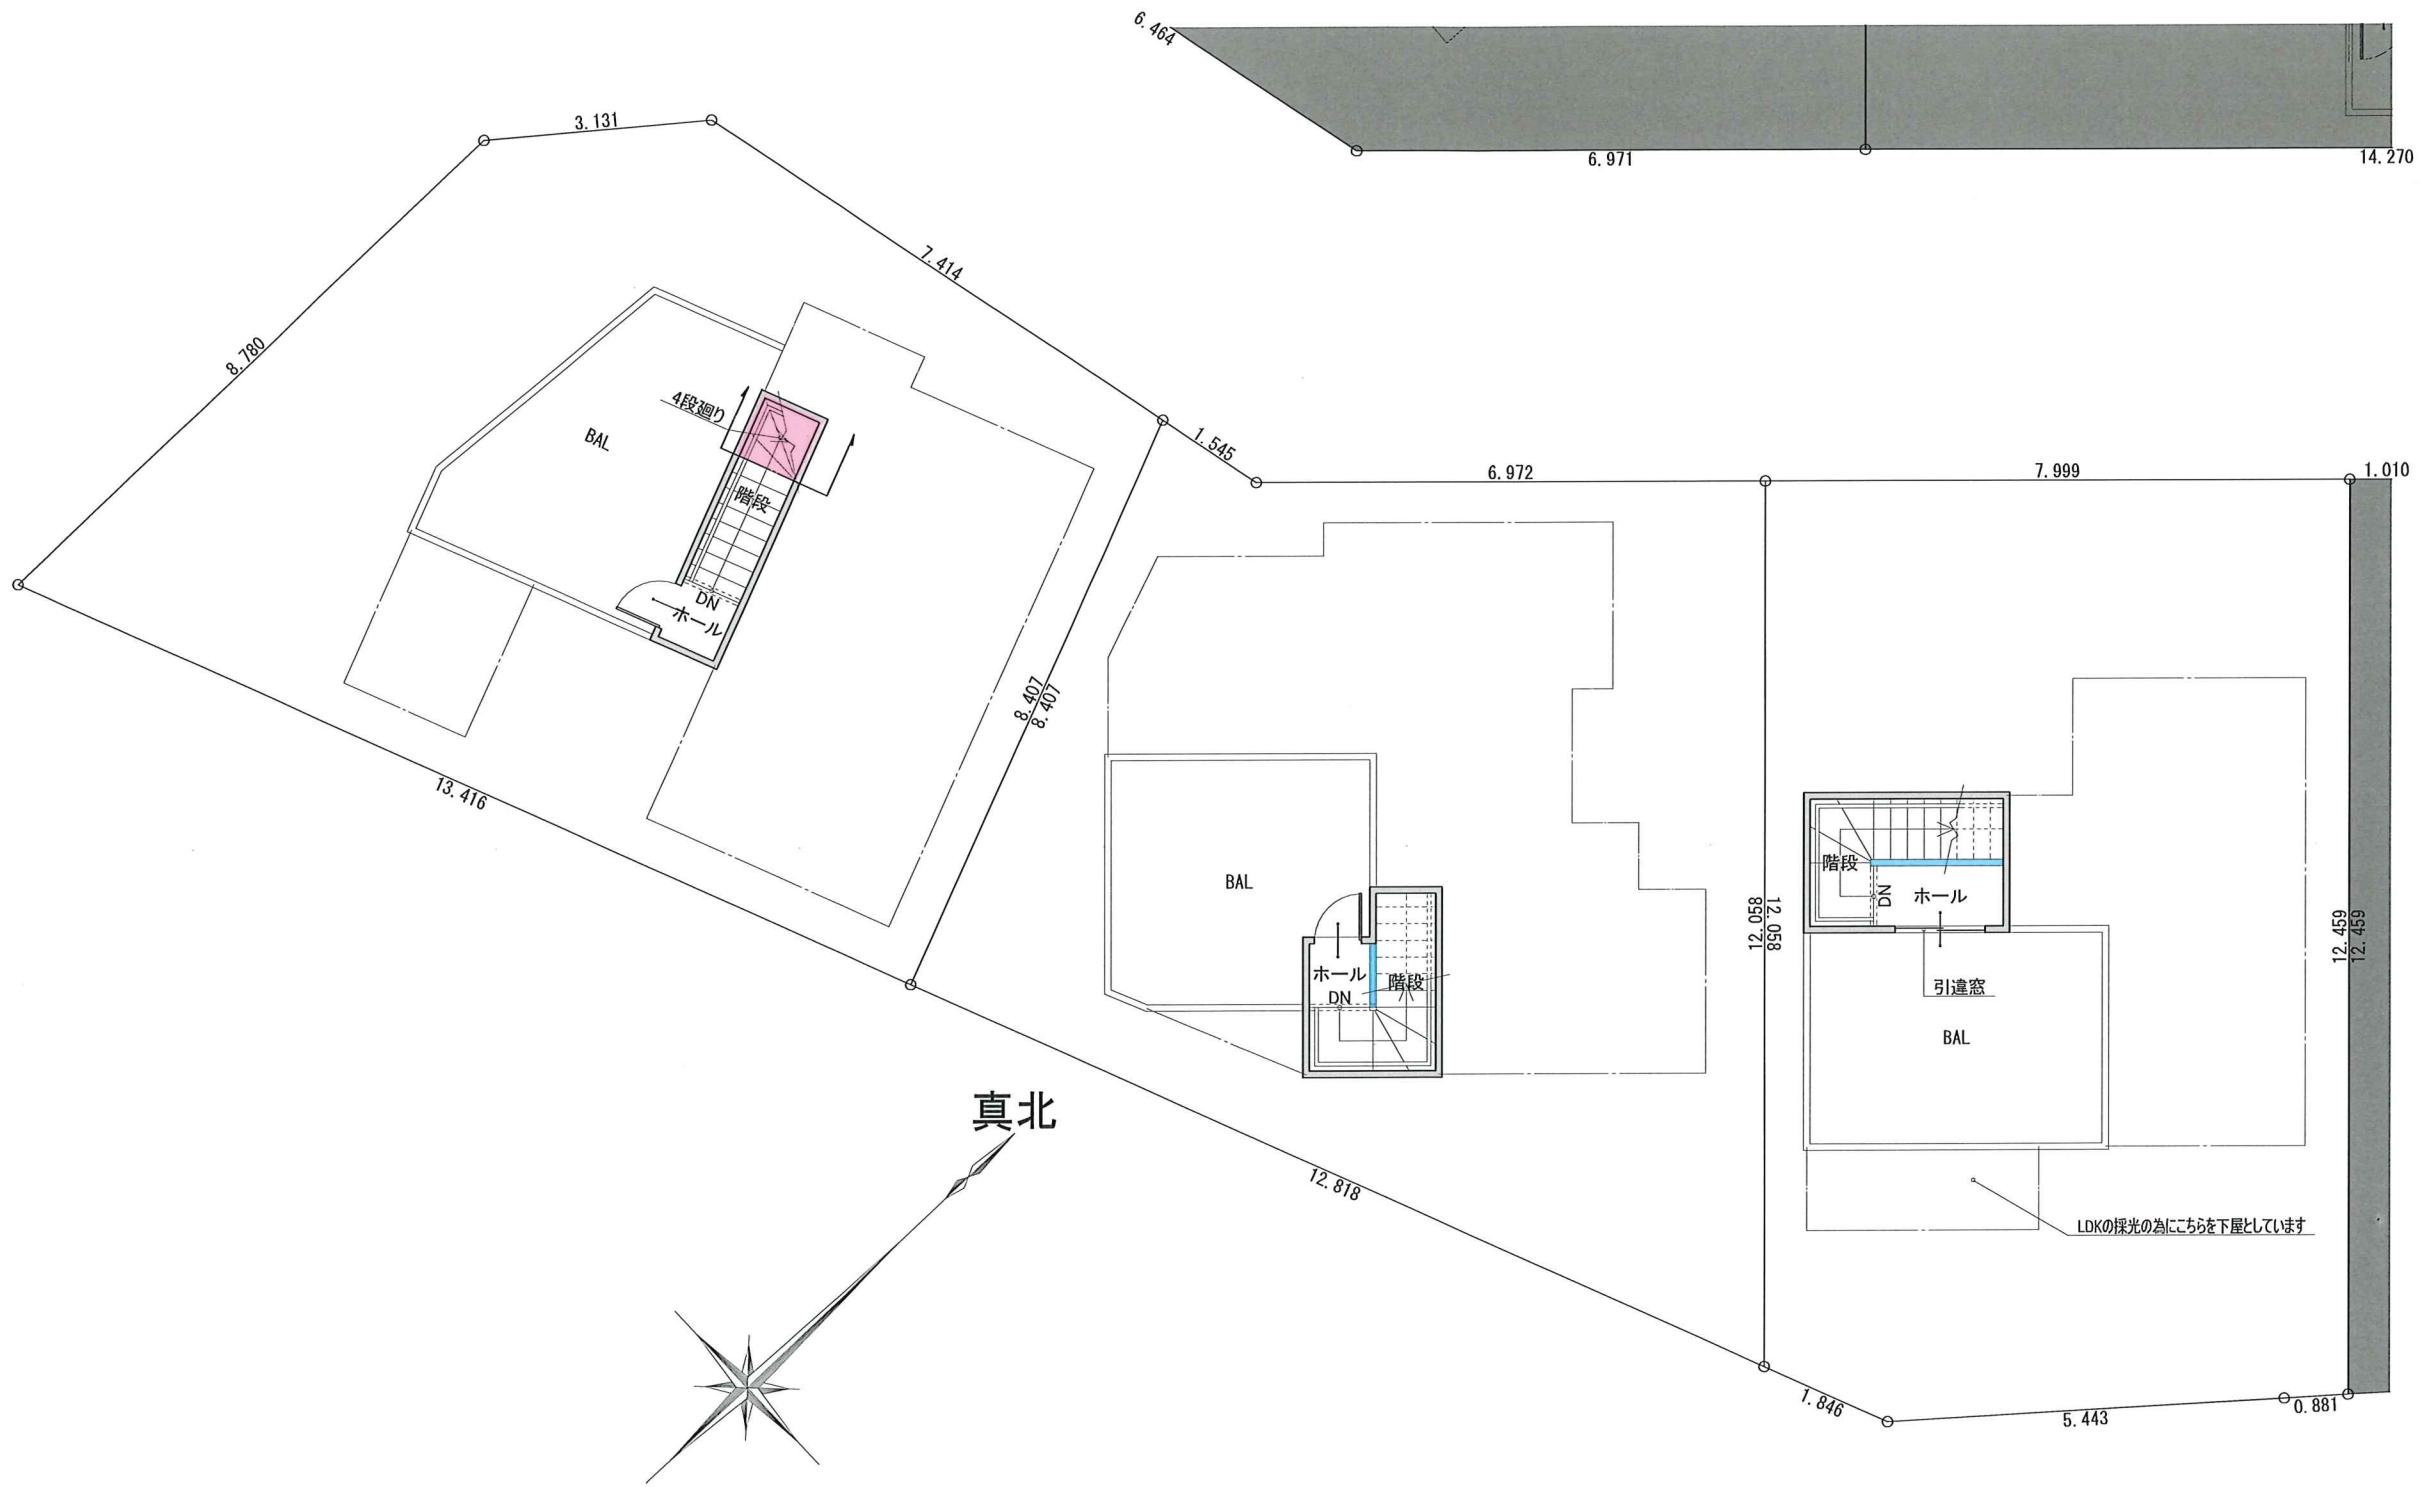 6.464
6.971
14.270
3.131
7.414
8.780
4段廻り
BAL
階段
DN
ホール
1.545
6.972
7.999
1.010
8.407
8.407
13.416
BAL
ホール
DN
階段
12.058
12.058
階段
DN
ホール
引違窓
BAL
12.459
12.459
LDKの採光の為にこちらを下屋としています
真北
12.818
1.846
5.443
0.881